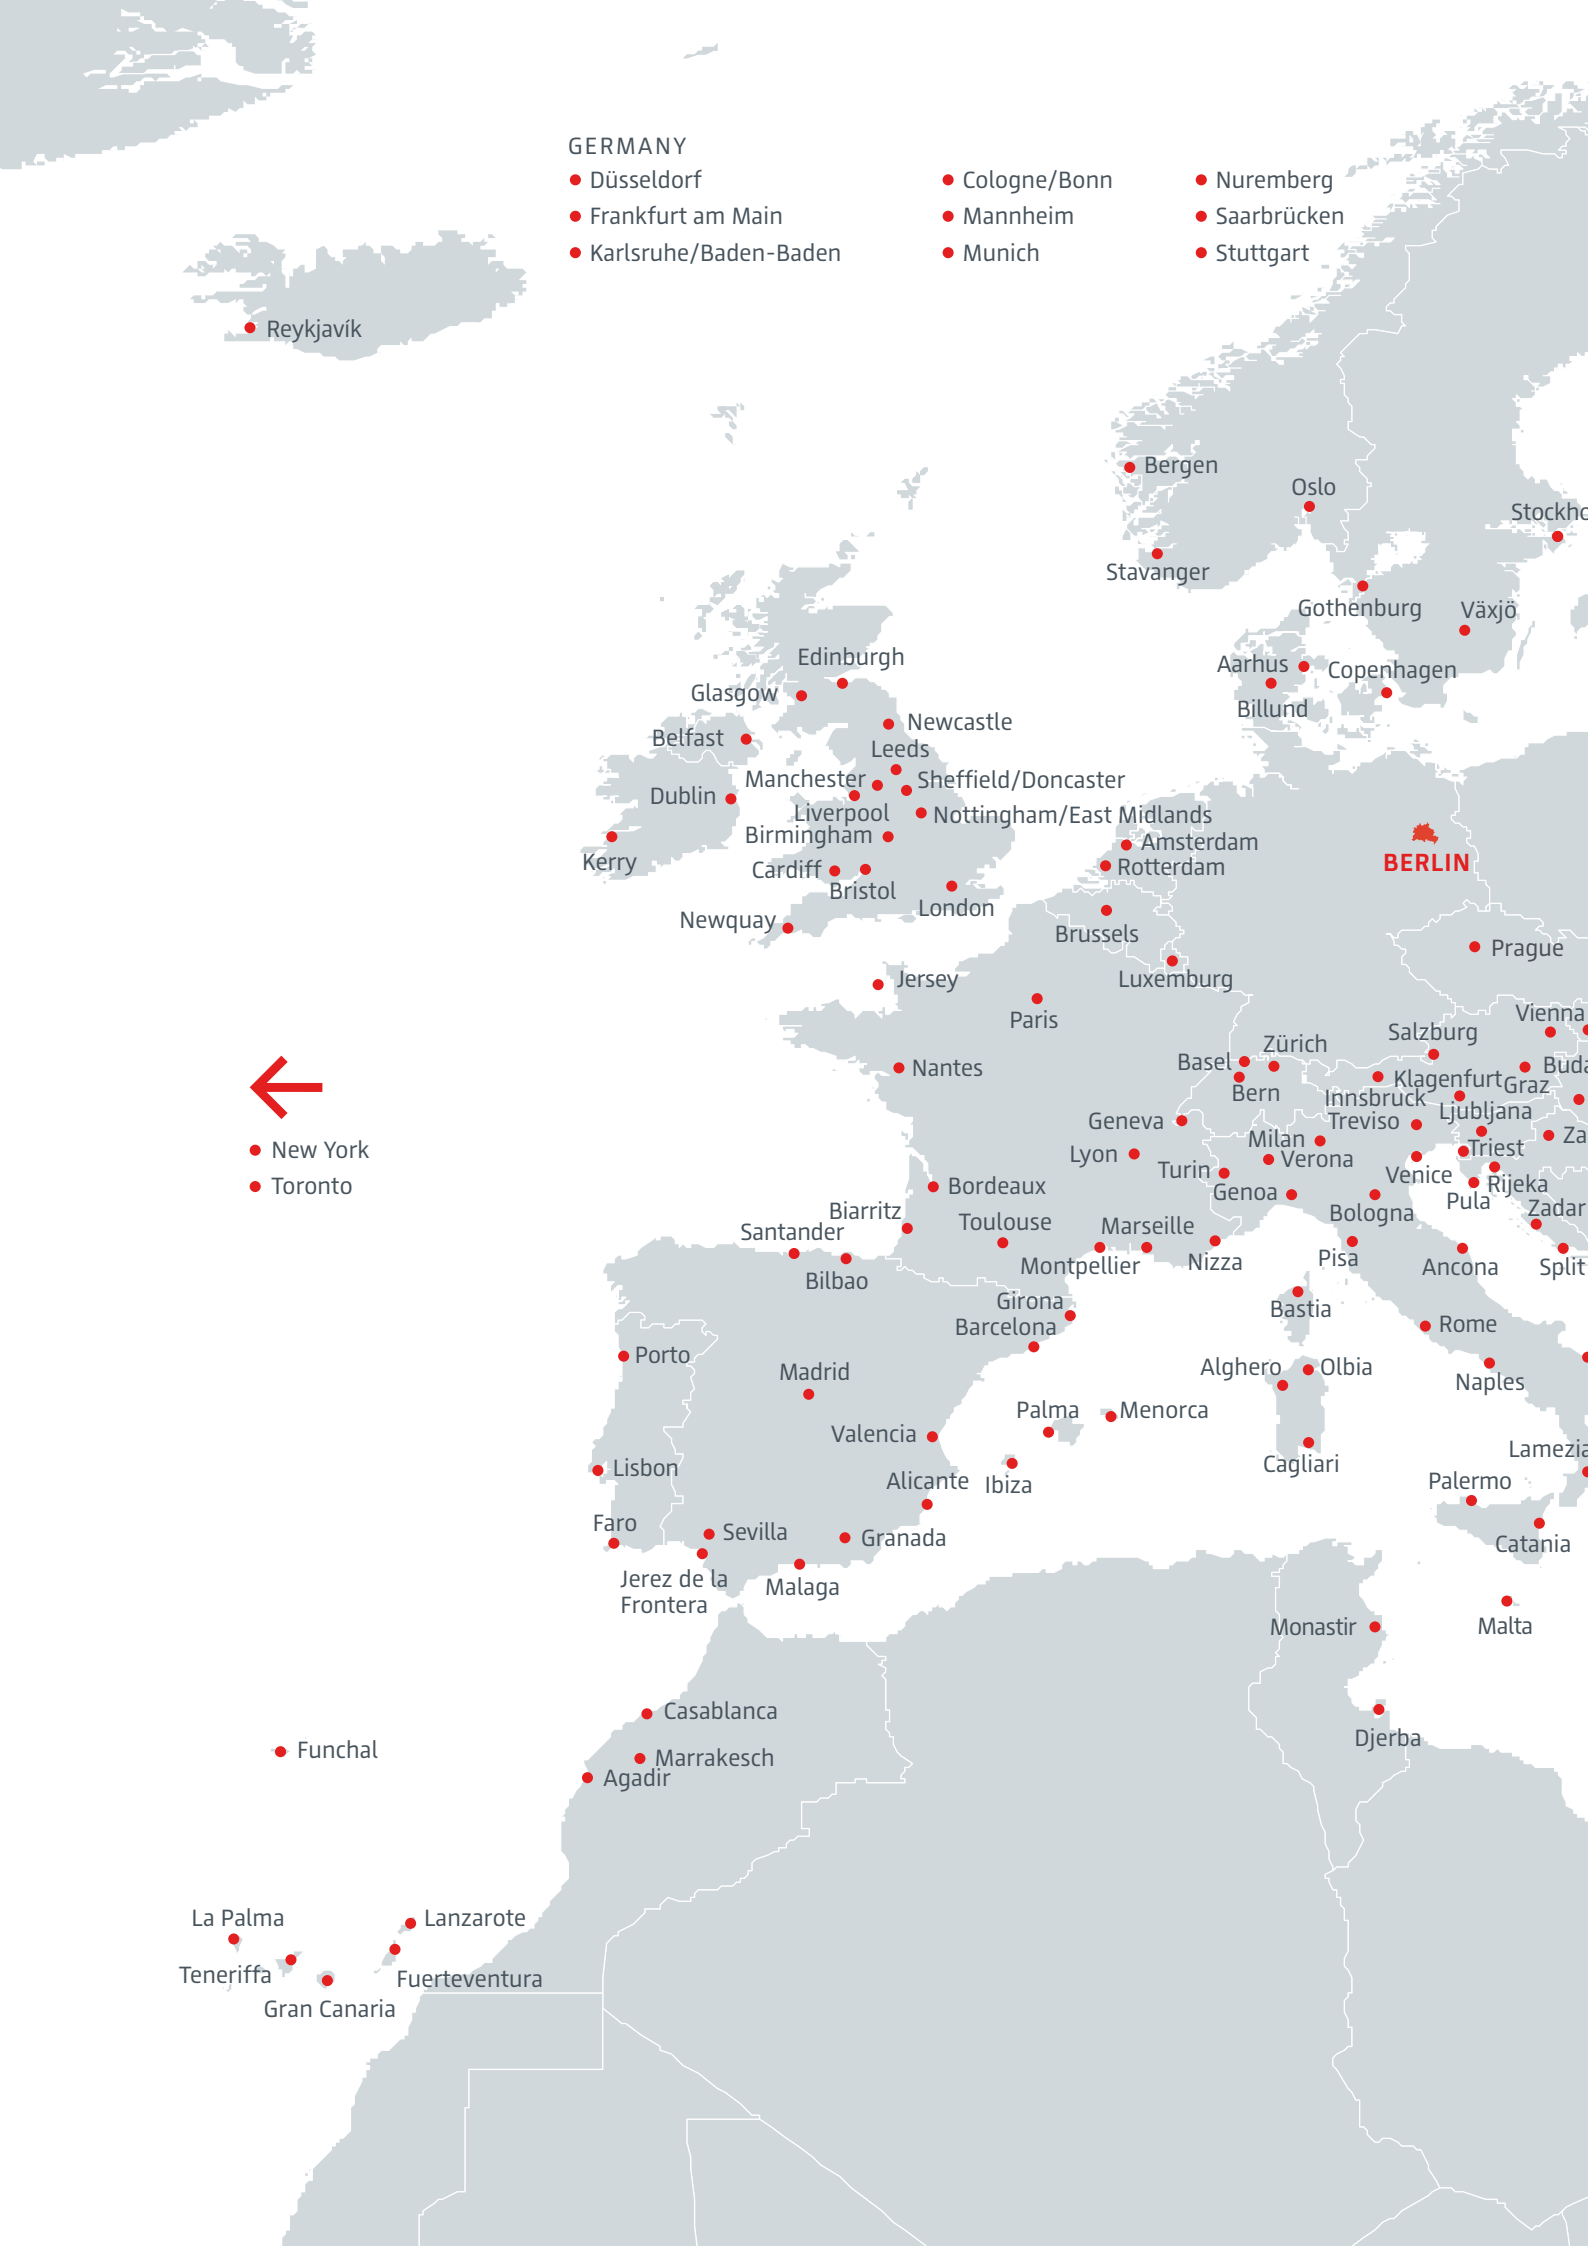 GERMANY
Düsseldorf
Frankfurt am Main
Karlsruhe/Baden-Baden
Cologne/Bonn
Mannheim
Munich
Nuremberg
Saarbrücken
Stuttgart
Reykjavík
Bergen
Oslo
Stockho
Stavanger
Gothenburg
Växjö
Edinburgh
Aarhus
Copenhagen
Glasgow
Billund
Newcastle
Belfast
Leeds
Manchester
Sheffield/Doncaster
Dublin
Liverpool
Nottingham/East Midlands
Birmingham
Amsterdam
Kerry
BERLIN
Cardiff
Rotterdam
Bristol
London
Newquay
Brussels
Prague
Jersey
Luxemburg
Paris
Vienna
Salzburg
Zürich
Basel
Nantes
Buda
Klagenfurt
Graz
Bern
Innsbruck
Ljubljana
Geneva
Treviso
Milan
Za
New York
Lyon
Verona
Triest
Turin
Venice
Toronto
Bordeaux
Genoa
Rijeka
Pula
Biarritz
Bologna
Zadar
Santander
Toulouse
Marseille
Bilbao
Montpellier
Nizza
Pisa
Ancona
Split
Girona
Bastia
Barcelona
Rome
Porto
Madrid
Alghero
Olbia
Naples
Palma
Menorca
Valencia
Lamezia
Lisbon
Cagliari
Alicante
Ibiza
Palermo
Faro
Sevilla
Granada
Catania
Jerez de la
Frontera
Malaga
Monastir
Malta
Casablanca
Djerba
Funchal
Marrakesch
Agadir
La Palma
Lanzarote
Teneriffa
Fuerteventura
Gran Canaria